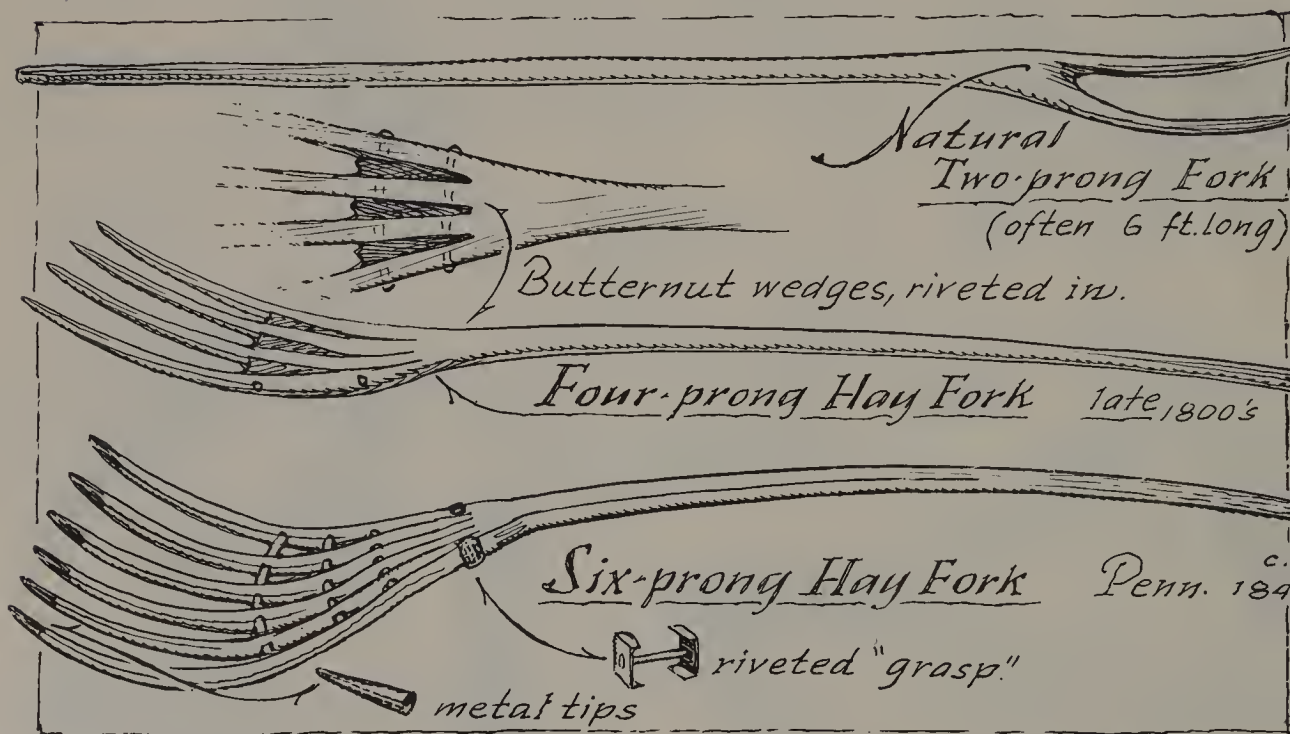 Natural
Two-prong Fork
(often 6 ft. long)
Butternut wedges, riveted in.
Four-prong Hay Fork late 1800's
Six-prong Hay Fork Penn. c.
riveted "grasp."
metal tips